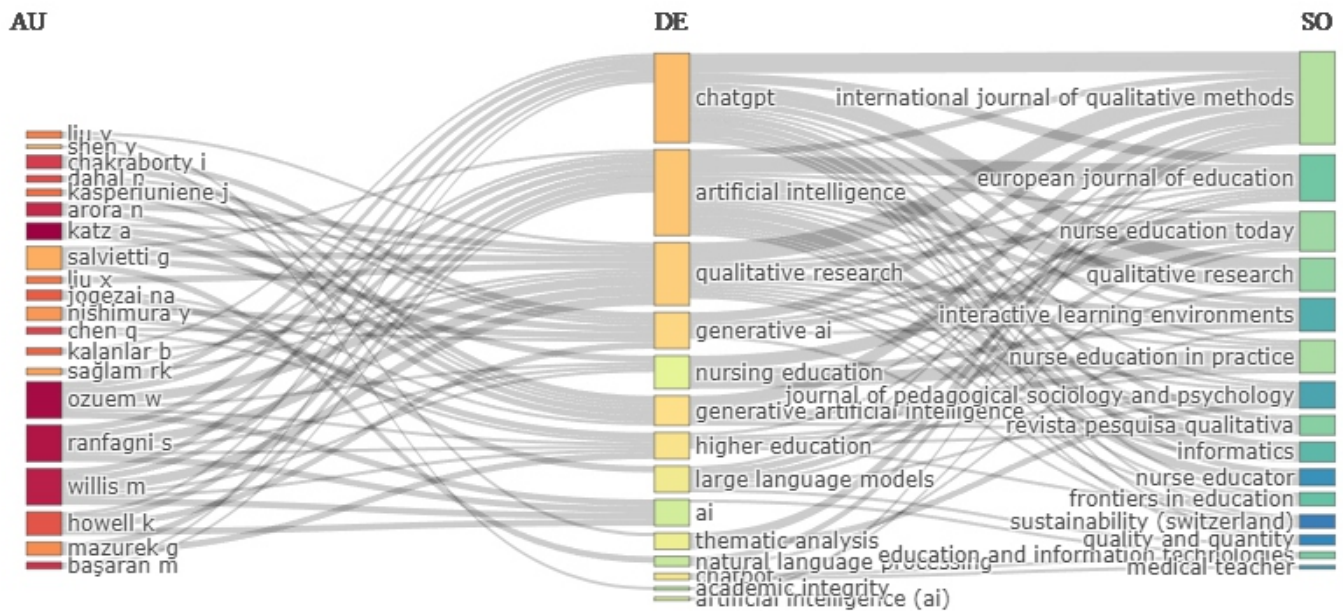 AU
DE
SO
liu y
shen y
chakraborty i
dahal n
kasperiuniene j
arora n
katz a
salvietti g
liu x
jogezai na
nishimura y
chen q
kalanlar b
sağlam rk
ozuem w
ranfagni s
willis m
howell k
mazurek g
başaran m
chatgpt
artificial intelligence
qualitative research
generative ai
nursing education
generative artificial intelligence
higher education
large language models
ai
thematic analysis
natural language processing
chatbot
academic integrity
artificial intelligence (ai)
international journal of qualitative methods
european journal of education
nurse education today
qualitative research
interactive learning environments
nurse education in practice
journal of pedagogical sociology and psychology
revista pesquisa qualitativa
informatics
nurse educator
frontiers in education
sustainability (switzerland)
quality and quantity
education and information technologies
medical teacher